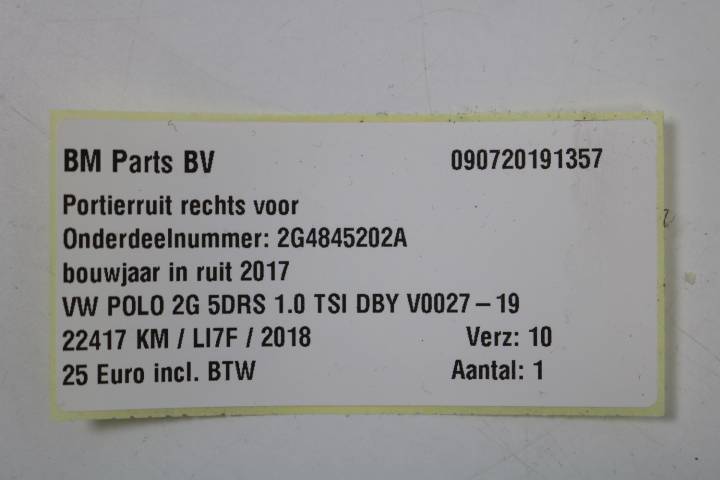 BM Parts BV 090720191357
Portierruit rechts voor
Onderdeelnummer: 2G4845202A
bouwjaar in ruit 2017
VW POLO 2G 5DRS 1.0 TSI DBY V0027 – 19
22417 KM / LI7F / 2018 Verz: 10
25 Euro incl. BTW Aantal: 1